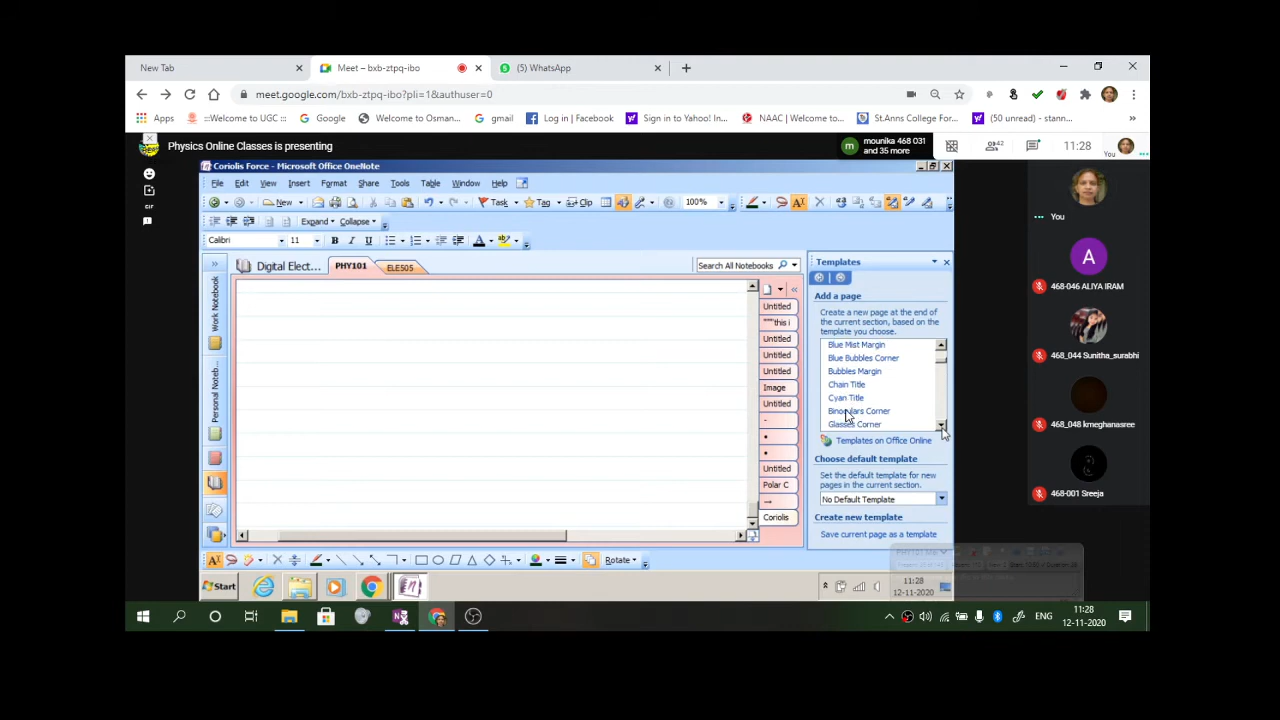 New Tab
Meet – bxb-ztpq-ibo
(5) WhatsApp
meet.google.com/bxb-ztpq-ibo?pli=1&authuser=0
Apps
:::Welcome to UGC :::
Google
Welcome to Osman...
gmail
Log in | Facebook
Sign in to Yahoo! In...
NAAC | Welcome to...
St.Anns College For...
(50 unread) - stann...
Physics Online Classes is presenting
m
mounika 468 031
and 35 more
42
11:28
You
Coriolis Force - Microsoft Office OneNote
File Edit View Insert Format Share Tools Table Window Help
New
Task
Tag
Clip
100%
Expand
Collapse
Calibri
11
B I U
Work Notebook
Personal Noteb...
Digital Elect...
PHY101
ELE505
Search All Notebooks
Untitled
""""this i
Untitled
Untitled
Untitled
Image
Untitled
Untitled
Polar C
Coriolis
Templates
Add a page
Create a new page at the end
of the current section, based on the
template you choose.
Blue Mist Margin
Blue Bubbles Corner
Bubbles Margin
Chain Title
Cyan Title
Binoculars Corner
Glasses Corner
Templates on Office Online
Choose default template
Set the default template for new
pages in the current section.
No Default Template
Create new template
Save current page as a template
Rotate
Start
11:28
12-11-2020
You
A
468-046 ALIYA IRAM
468_044 Sunitha_surabhi
468_048 kmeghanasree
468-001 Sreeja
ENG
11:28
12-11-2020